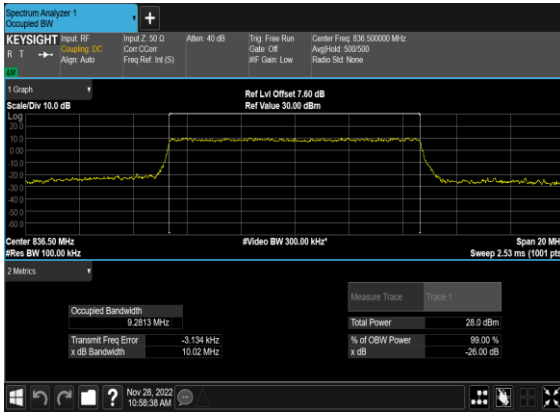 Spectrum Analyzer 1
Occupied BW
+
KEYSIGHT Input: RF Input Z: 50 Ω Atten: 40 dB Trig: Free Run Center Freq: 836.500000 MHz
R T Coupling: DC Corr CCorr Gate: Off Avg|Hold: 500/500
Align: Auto Freq Ref: Int (S) #IF Gain: Low Radio Std: None
1 Graph
Ref Lvl Offset 7.60 dB
Scale/Div 10.0 dB Ref Value 30.00 dBm
Log
20.0
10.0
0.00
-10.0
-20.0
-30.0
-40.0
-50.0
-60.0
Center 836.50 MHz #Video BW 300.00 kHz* Span 20 MH
#Res BW 100.00 kHz Sweep 2.53 ms (1001 pts
2 Metrics
Measure Trace Trace 1
Occupied Bandwidth
9.2813 MHz Total Power 28.0 dBm
Transmit Freq Error -3.134 kHz % of OBW Power 99.00 %
x dB Bandwidth 10.02 MHz x dB -26.00 dB
? Nov 28, 2022
10:58:38 AM